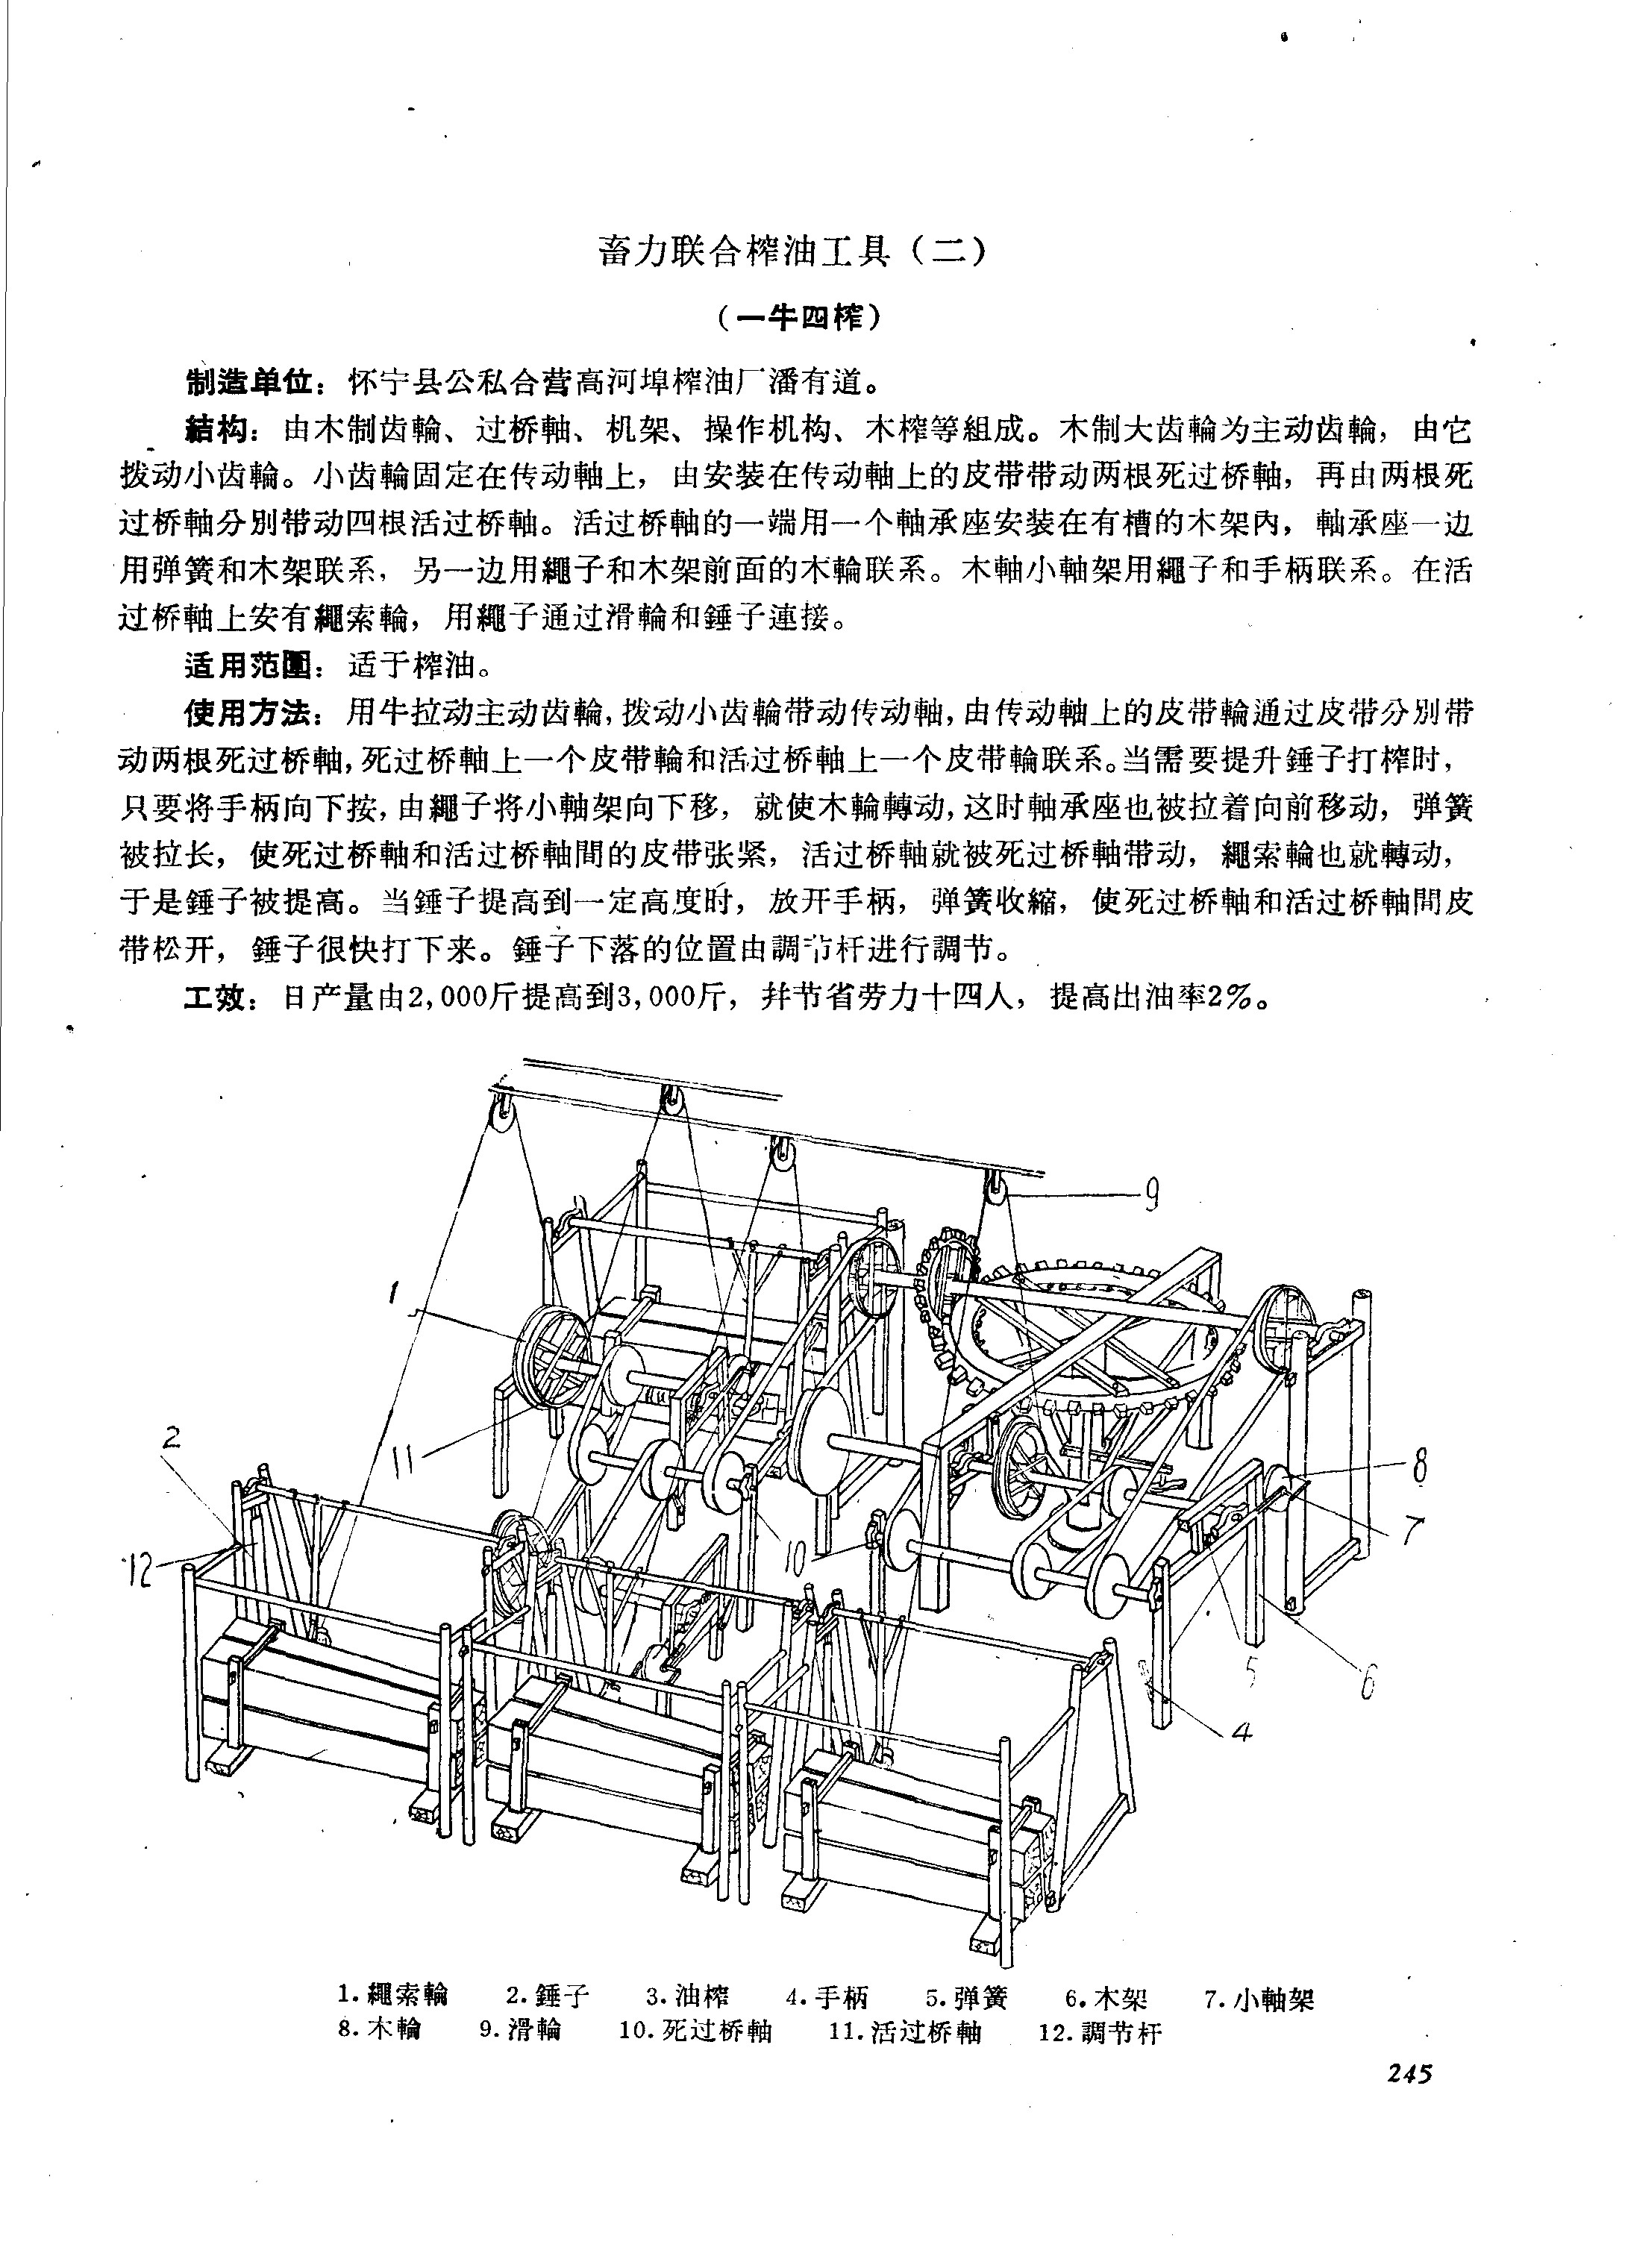 畜力联合榨油工具（二）
（一牛四榨）
制造单位：怀宁县公私合营高河埠榨油厂潘有道。
結构：由木制齿輪、过桥軸、机架、操作机构、木榨等組成。木制大齿輪为主动齿輪，由它
拨动小齿輪。小齿輪固定在传动軸上，由安装在传动軸上的皮带带动两根死过桥軸，再由两根死
过桥軸分別带动四根活过桥軸。活过桥軸的一端用一个軸承座安装在有槽的木架內，軸承座一边
用弹簧和木架联系，另一边用繩子和木架前面的木輪联系。木軸小軸架用繩子和手柄联系。在活
过桥軸上安有繩索輪，用繩子通过滑輪和錘子連接。
适用范圍：适于榨油。
使用方法：用牛拉动主动齿輪，拨动小齿輪带动传动軸，由传动軸上的皮带輪通过皮带分別带
动两根死过桥軸，死过桥軸上一个皮带輪和活过桥軸上一个皮带輪联系。当需要提升錘子打榨时，
只要将手柄向下按，由繩子将小軸架向下移，就使木輪轉动，这时軸承座也被拉着向前移动，弹簧
被拉长，使死过桥軸和活过桥軸間的皮带张紧，活过桥軸就被死过桥軸带动，繩索輪也就轉动，
于是錘子被提高。当錘子提高到一定高度时，放开手柄，弹簧收縮，使死过桥軸和活过桥軸間皮
带松开，錘子很快打下来。錘子下落的位置由調节杆进行調节。
工效：日产量由2,000斤提高到3,000斤，幷节省劳力十四人，提高出油率2%。
9
1
2
11
8
7
12
10
5
6
4
1.繩索輪 2.錘子 3.油榨 4.手柄 5.弹簧 6.木架 7.小軸架
8.木輪 9.滑輪 10.死过桥軸 11.活过桥軸 12.調节杆
245